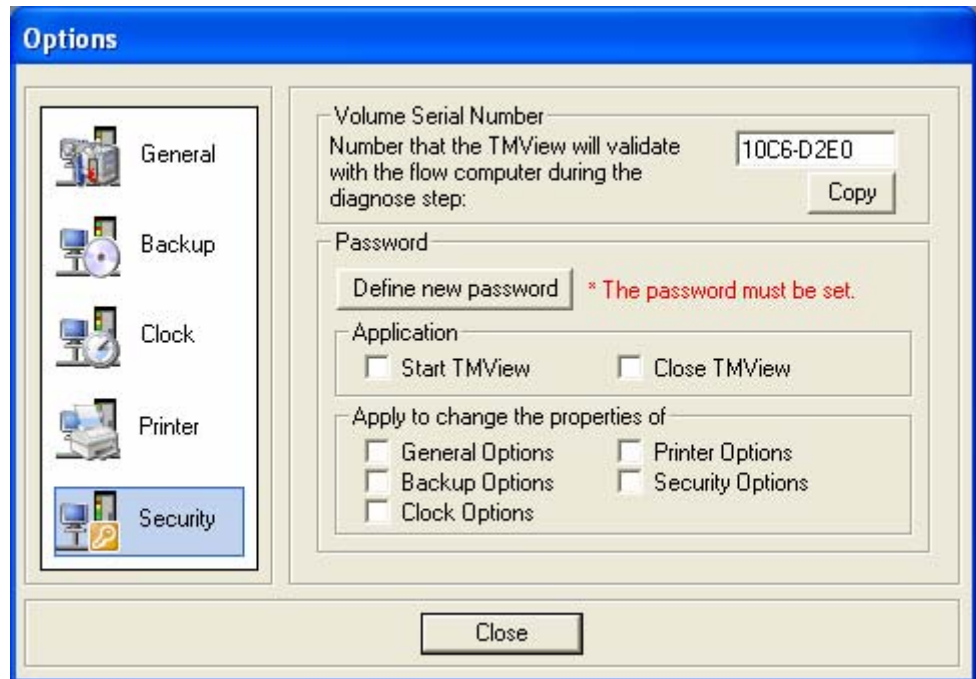 Options
General
Backup
Clock
Printer
Security
Volume Serial Number
Number that the TMView will validate
with the flow computer during the
diagnose step:
10C6-D2E0
Copy
Password
Define new password
* The password must be set.
Application
Start TMView
Close TMView
Apply to change the properties of
General Options
Printer Options
Backup Options
Security Options
Clock Options
Close